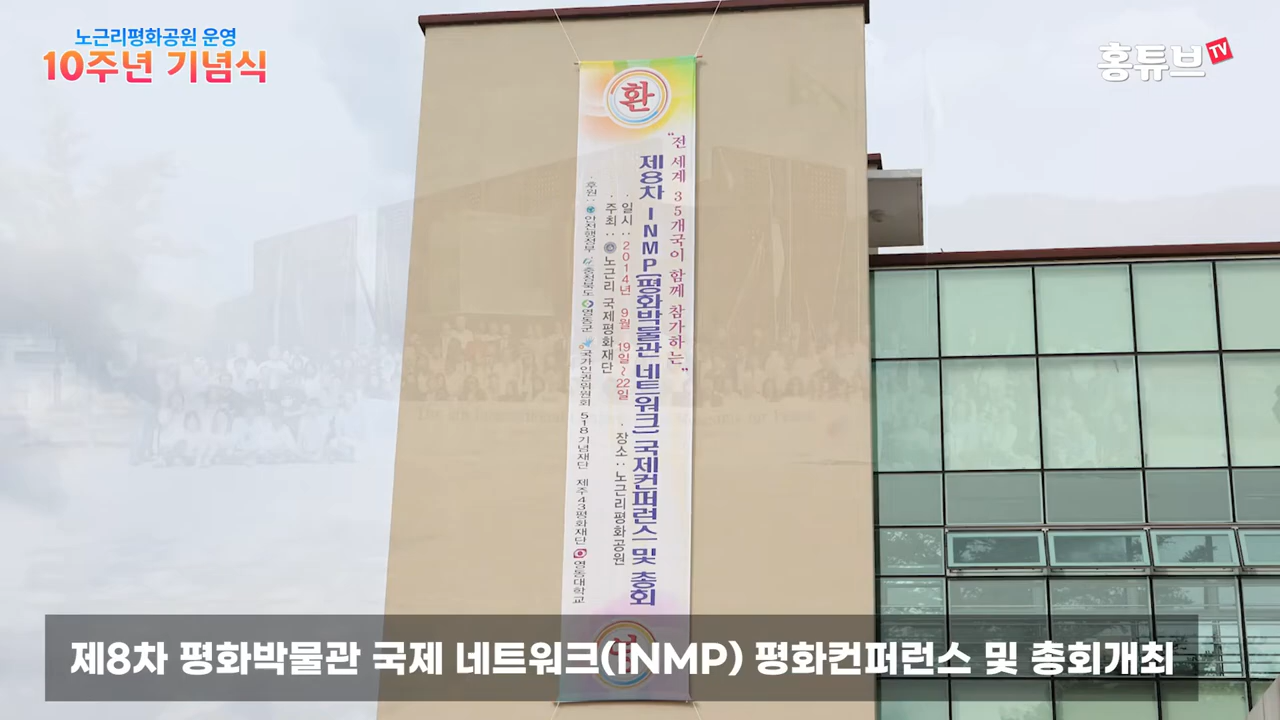 노근리평화공원 운영
10주년 기념식
홍튜브TV
환
"전 세계 35개국이 함께 참가하는"
제8차 INMP(평화박물관 네트워크) 국제컨퍼런스 및 총회
· 일시 : 2014년 9월 19일~22일 · 장소 : 노근리평화공원
· 주최 : 노근리 국제평화재단
· 후원 : 안전행정부 충청북도 영동군 국가인권위원회 518기념재단 제주43평화재단 영동대학교
제8차 평화박물관 국제 네트워크(INMP) 평화컨퍼런스 및 총회개최